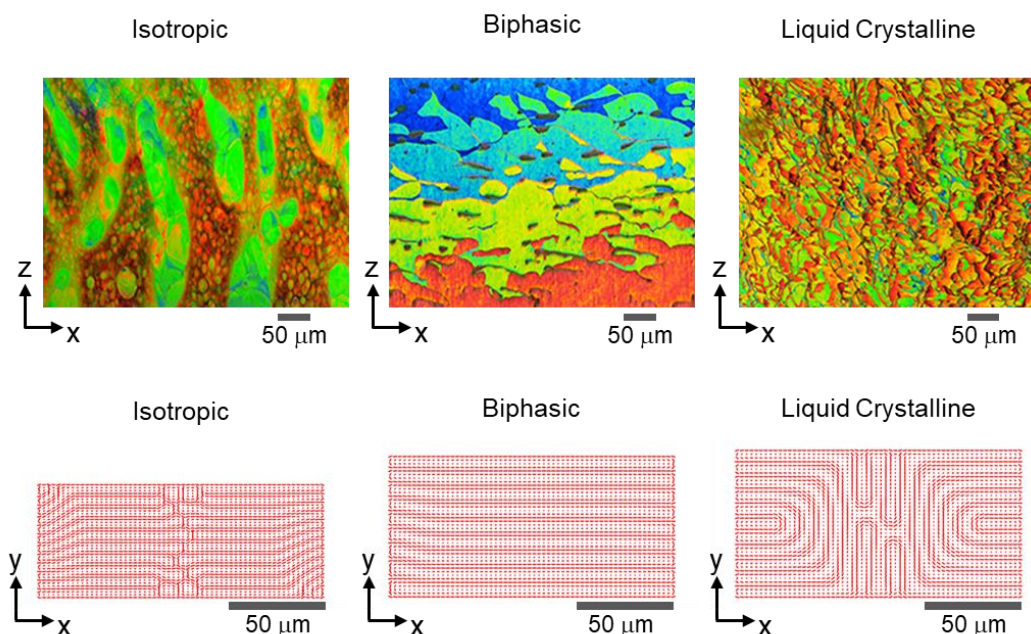 Isotropic
Biphasic
Liquid Crystalline
z
x
50 μm
z
x
50 μm
z
x
50 μm
Isotropic
Biphasic
Liquid Crystalline
y
x
50 μm
y
x
50 μm
y
x
50 μm